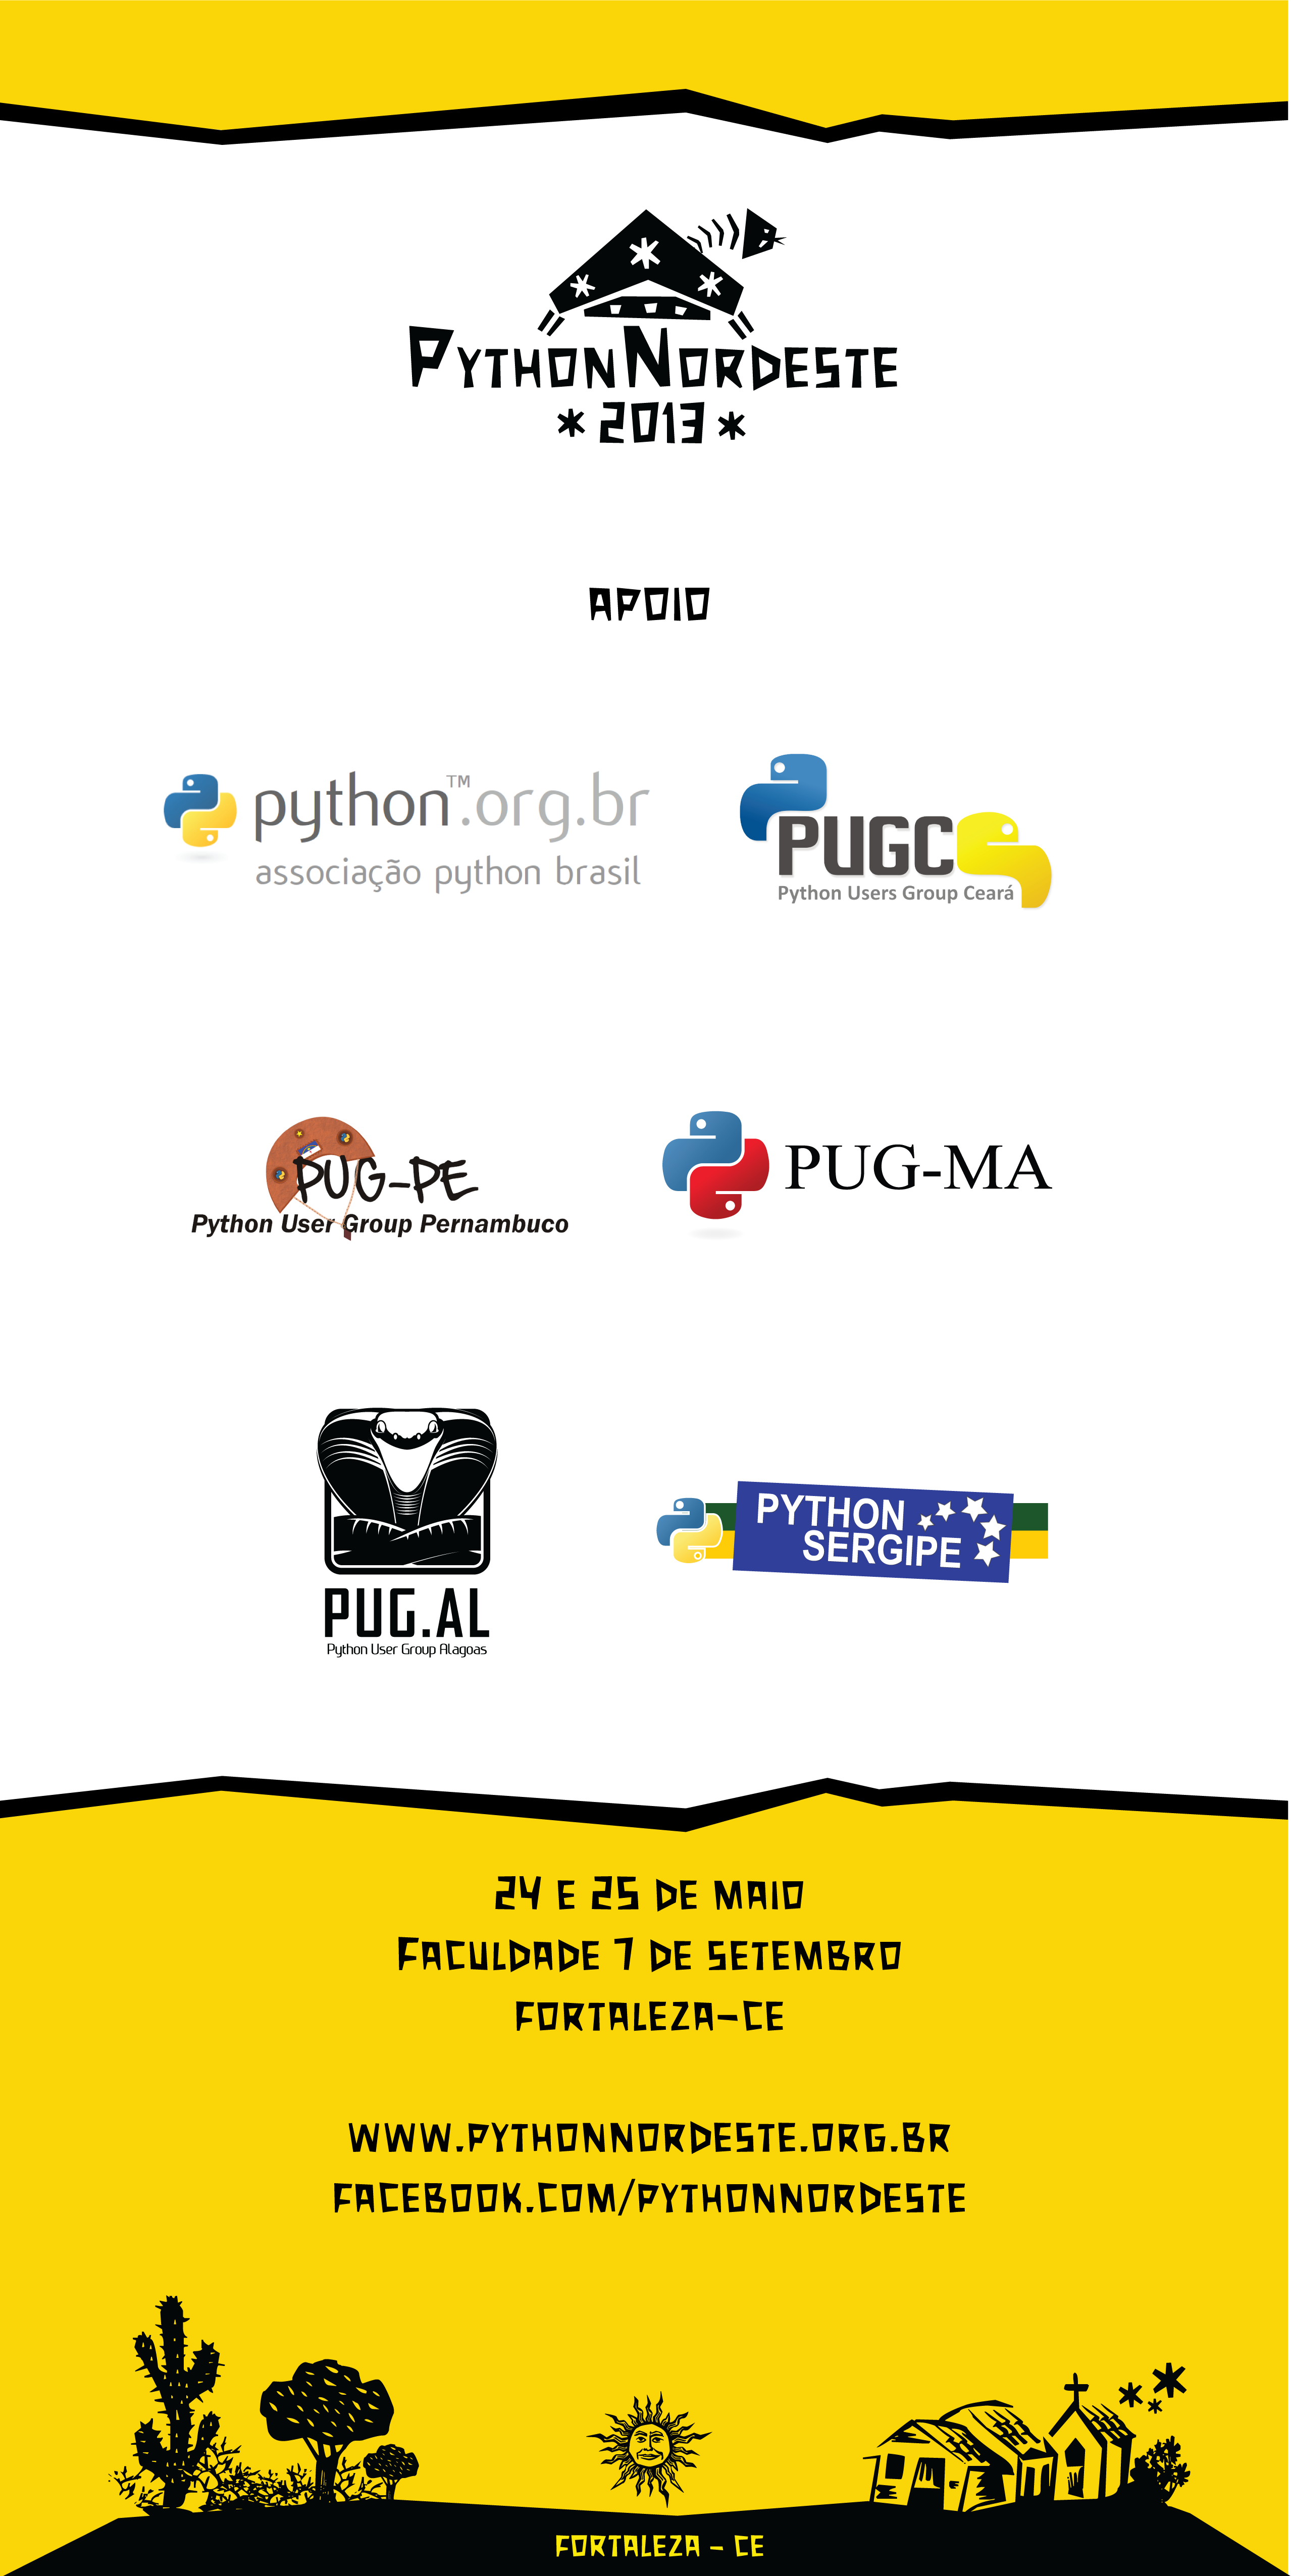 PythonNordeste
* 2013 *
APOIO
python™.org.br
associação python brasil
PUGC
Python Users Group Ceará
PUG-PE
Python User Group Pernambuco
PUG-MA
PUG.AL
Python User Group Alagoas
PYTHON
SERGIPE
24 E 25 DE MAIO
FACULDADE 7 DE SETEMBRO
FORTALEZA-CE
WWW.PYTHONNORDESTE.ORG.BR
FACEBOOK.COM/PYTHONNORDESTE
FORTALEZA - CE